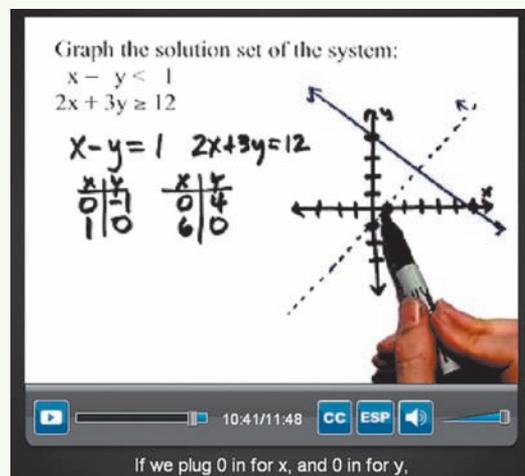 Graph the solution set of the system:
x − y < 1
2x + 3y ≥ 12
x-y=1 2x+3y=12
x y x y
0 -1 0 4
1 0 6 0
y
x
10:41/11:48 CC ESP
If we plug 0 in for x, and 0 in for y,